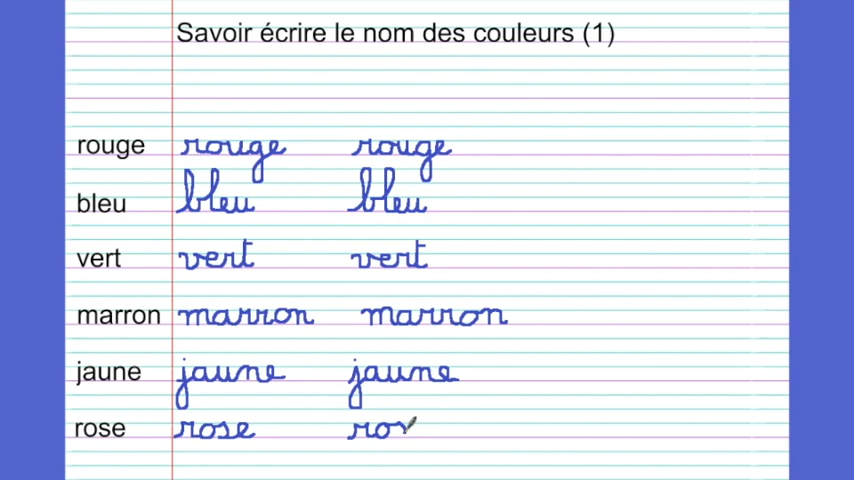 Savoir écrire le nom des couleurs (1)
rouge rouge rouge
bleu bleu bleu
vert vert vert
marron marron marron
jaune jaune jaune
rose rose ro